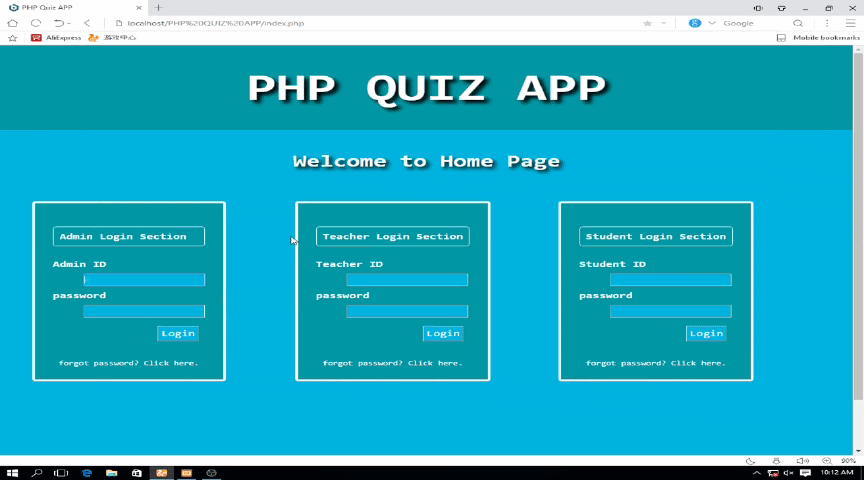 PHP Quiz APP
localhost/PHP%20QUIZ%20APP/index.php
Google
AliExpress
游戏中心
Mobile bookmarks
PHP QUIZ APP
Welcome to Home Page
Admin Login Section
Admin ID
password
Login
forgot password? Click here.
Teacher Login Section
Teacher ID
password
Login
forgot password? Click here.
Student Login Section
Student ID
password
Login
forgot password? Click here.
90%
10:12 AM